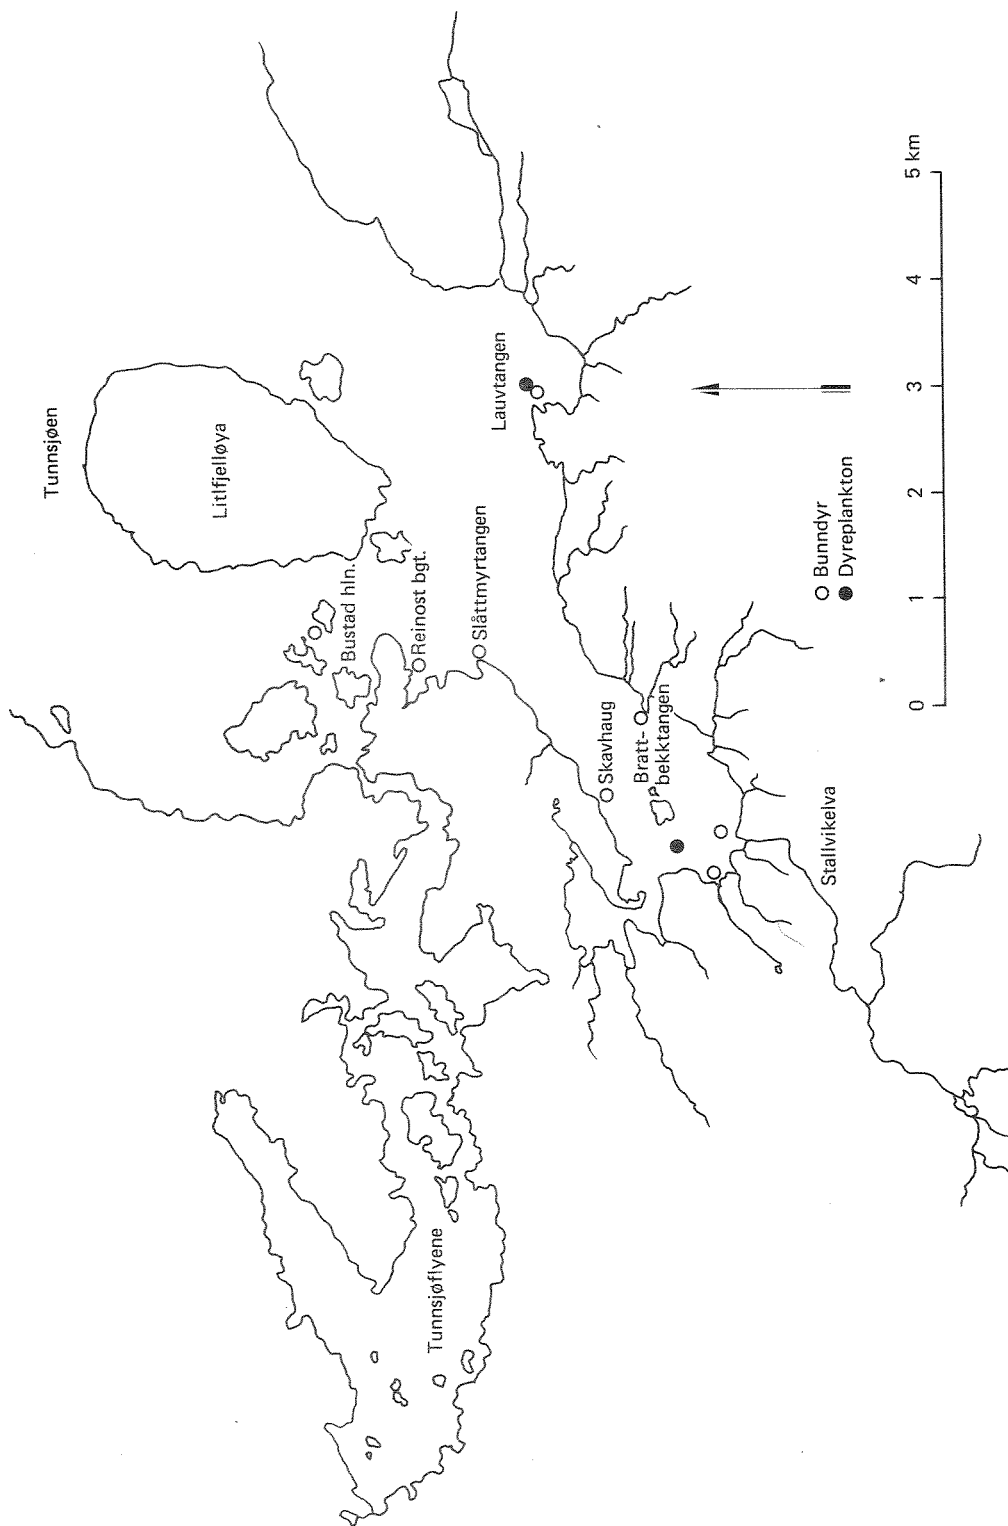 Tunnsjøen
Litlfjelløya
Bustad hln.
Reinost bgt.
Slåttmyrtangen
Lauvtangen
Skavhaug
Bratt-
bekktangen
Stallvikelva
Tunnsjøflyene
Bunndyr
Dyreplankton
0 1 2 3 4 5 km